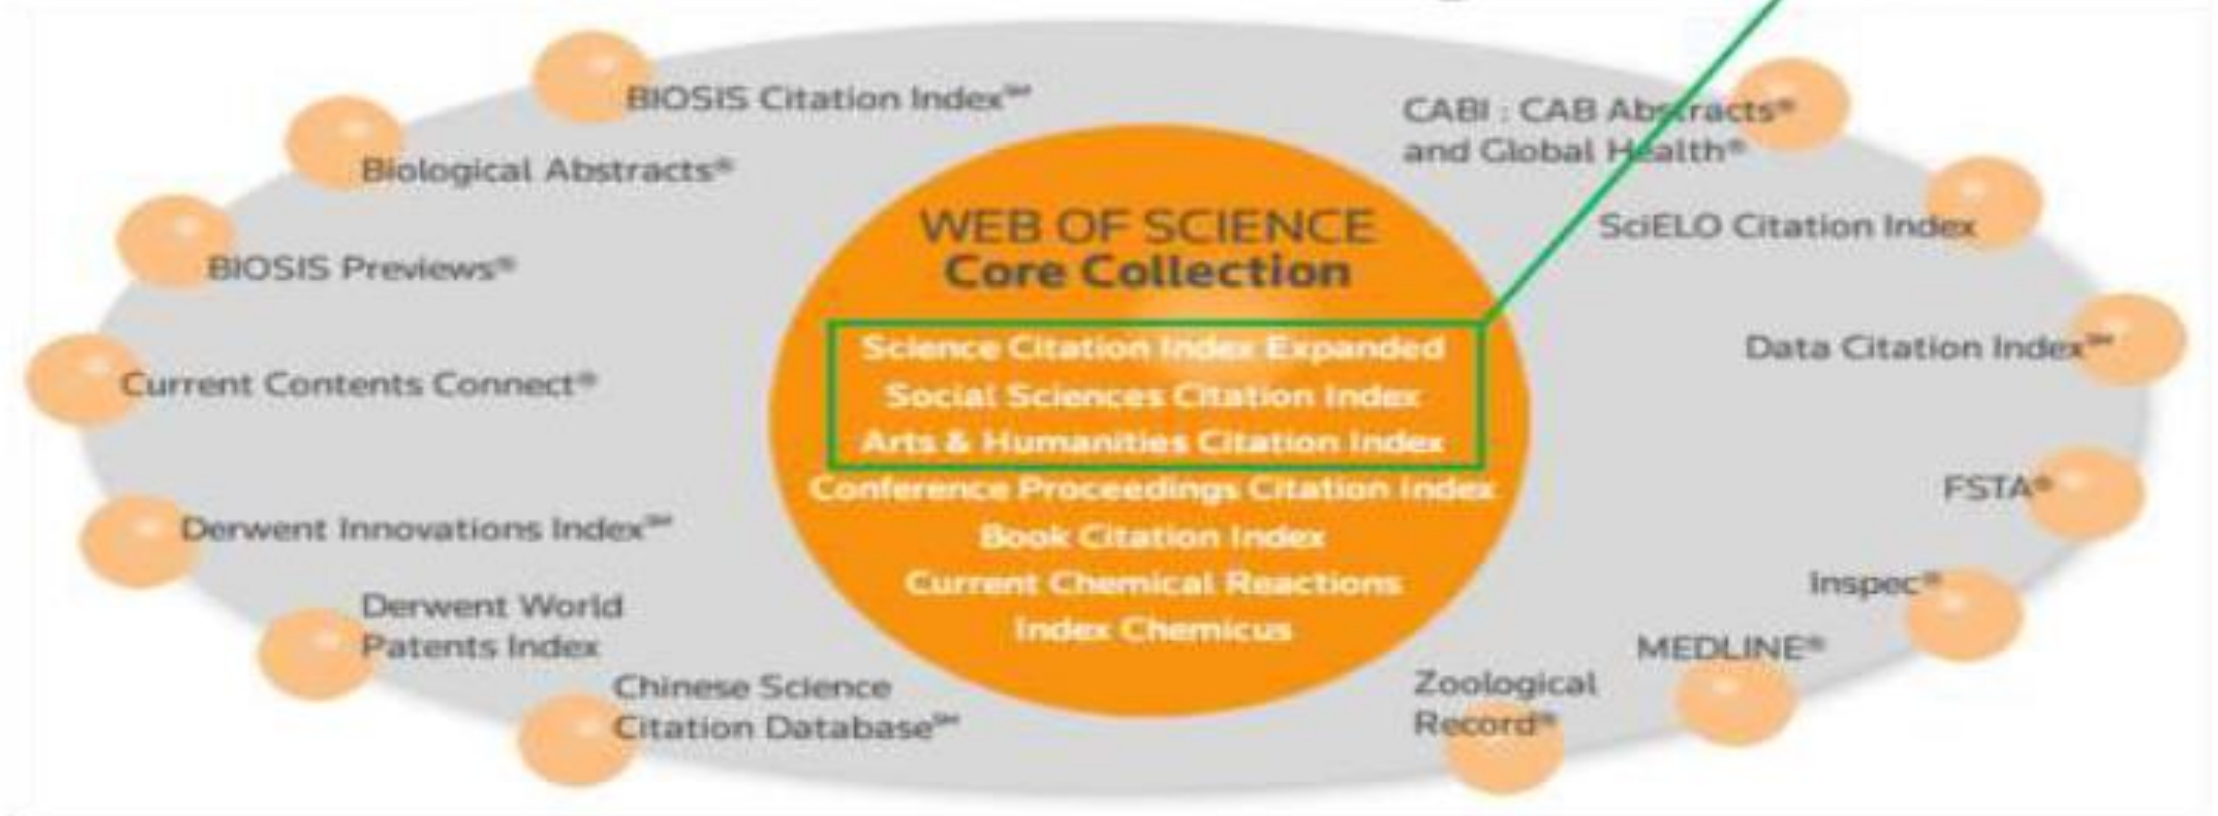 BIOSIS Citation Index℠
Biological Abstracts®
BIOSIS Previews®
Current Contents Connect®
Derwent Innovations Index℠
Derwent World
Patents Index
Chinese Science
Citation Database℠
WEB OF SCIENCE
Core Collection
Science Citation Index Expanded
Social Sciences Citation Index
Arts & Humanities Citation Index
Conference Proceedings Citation Index
Book Citation Index
Current Chemical Reactions
Index Chemicus
CABI : CAB Abstracts®
and Global Health®
SciELO Citation Index
Data Citation Index℠
FSTA®
Inspec®
MEDLINE®
Zoological
Record®